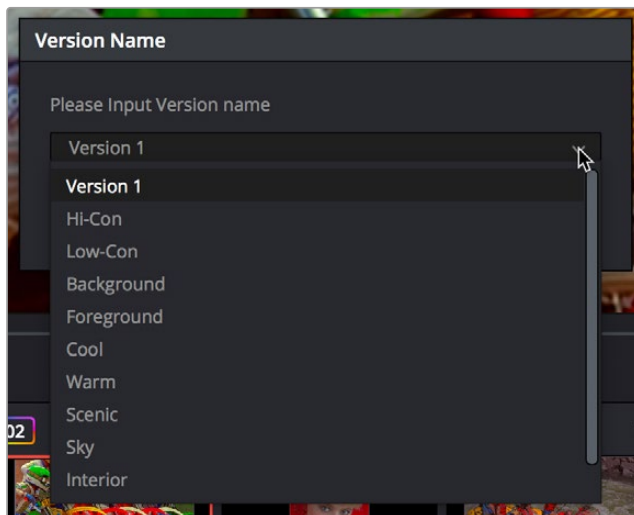 Version Name
Please Input Version name
Version 1
Version 1
Hi-Con
Low-Con
Background
Foreground
Cool
Warm
Scenic
02
Sky
Interior